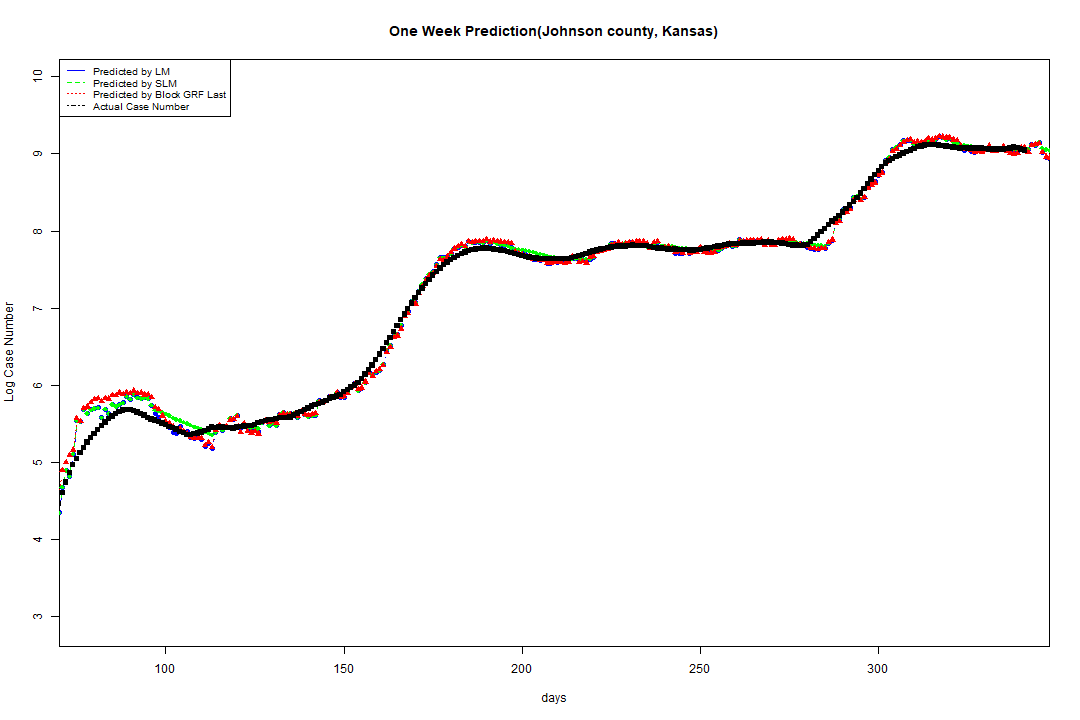 One Week Prediction(Johnson county, Kansas)
Predicted by LM
Predicted by SLM
Predicted by Block GRF Last
Actual Case Number
10
9
8
7
6
5
4
3
Log Case Number
100 150 200 250 300
days